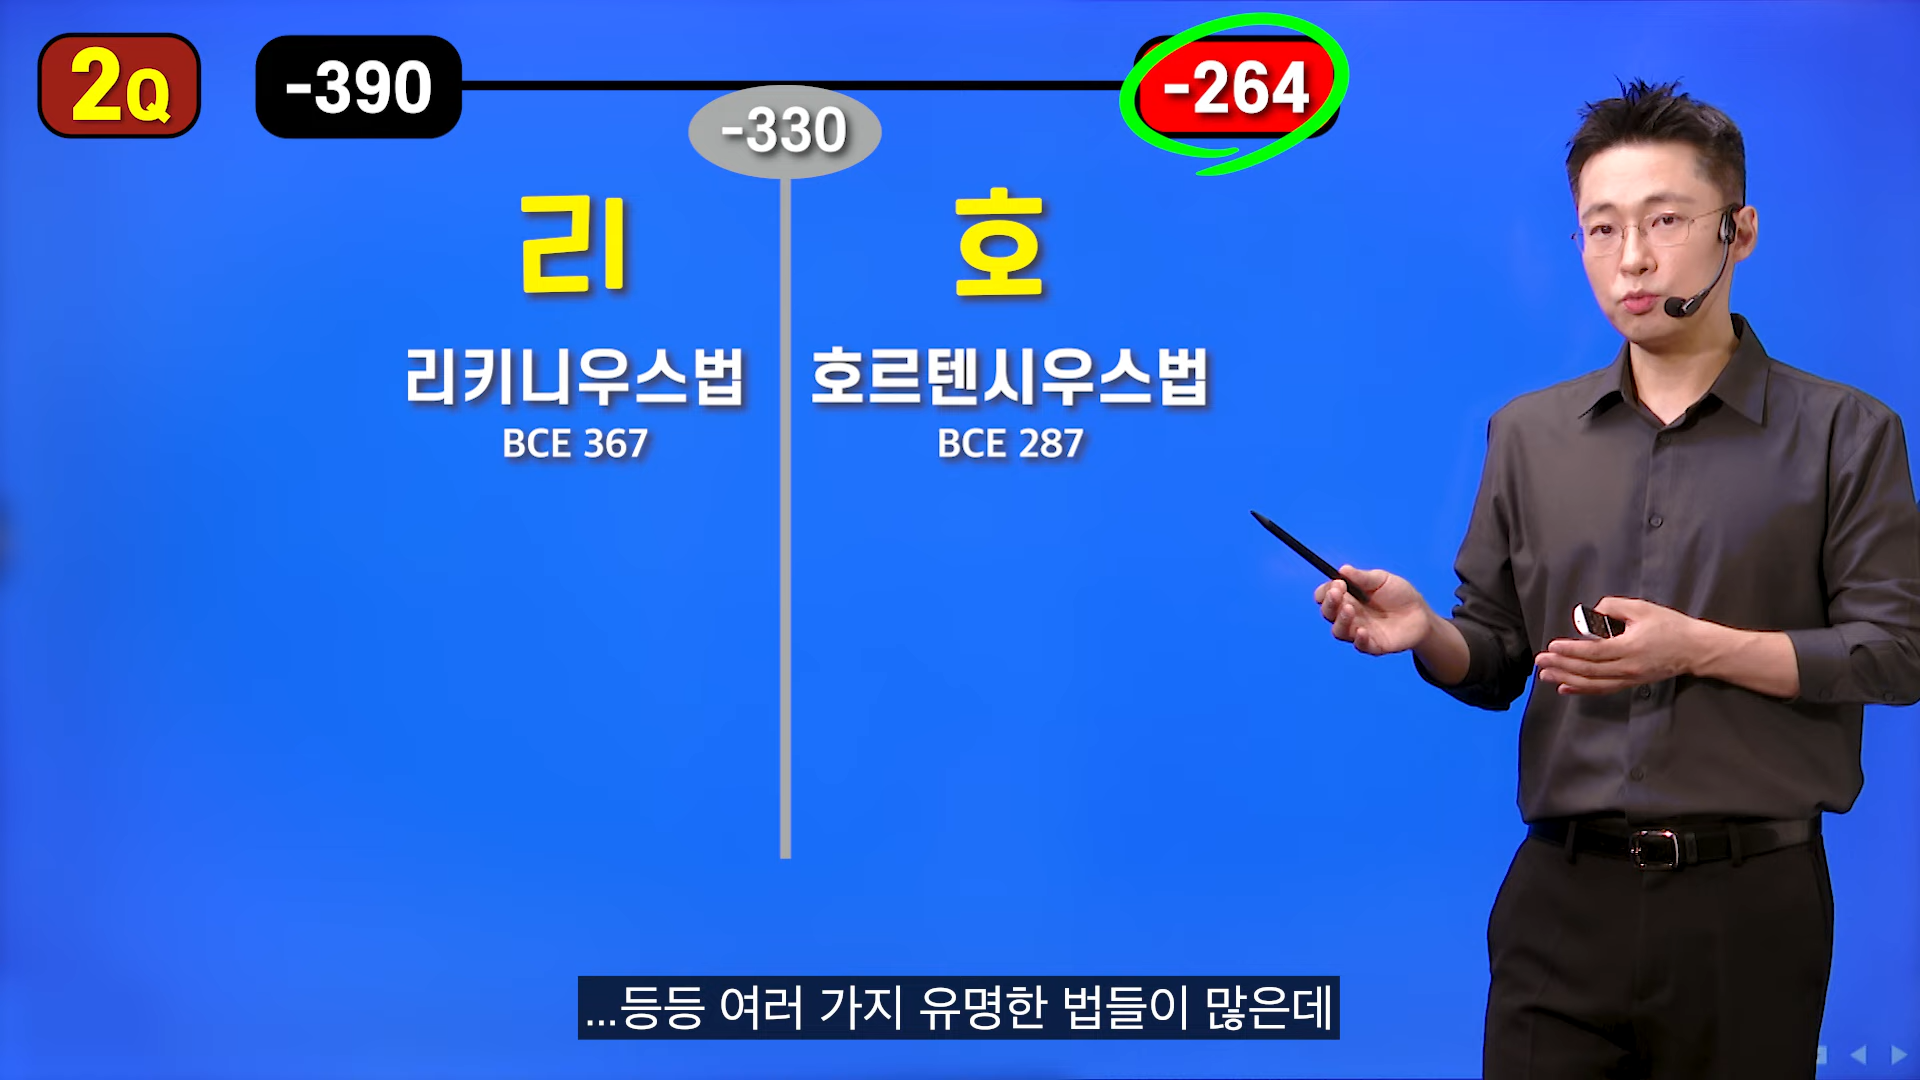 2Q
-390
-264
-330
리
호
리키니우스법
호르텐시우스법
BCE 367
BCE 287
...등등 여러 가지 유명한 법들이 많은데